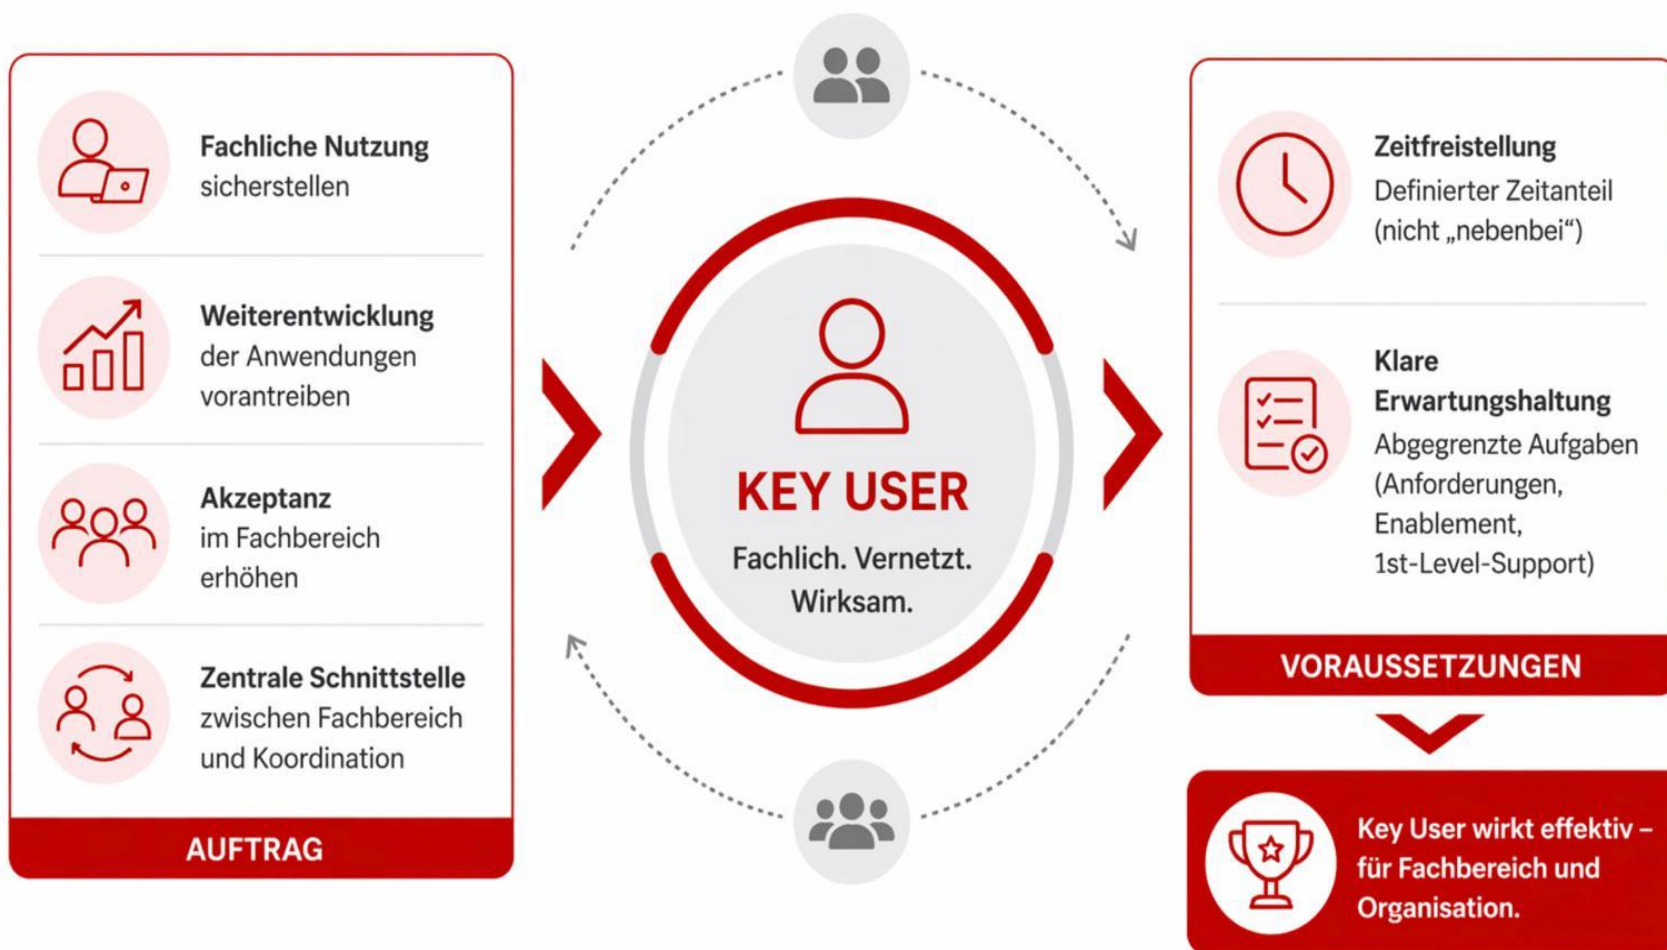 Fachliche Nutzung
sicherstellen
Weiterentwicklung
der Anwendungen
vorantreiben
Akzeptanz
im Fachbereich
erhöhen
Zentrale Schnittstelle
zwischen Fachbereich
und Koordination
AUFTRAG
KEY USER
Fachlich. Vernetzt.
Wirksam.
Zeitfreistellung
Definierter Zeitanteil
(nicht „nebenbei“)
Klare
Erwartungshaltung
Abgegrenzte Aufgaben
(Anforderungen,
Enablement,
1st-Level-Support)
VORAUSSETZUNGEN
Key User wirkt effektiv –
für Fachbereich und
Organisation.